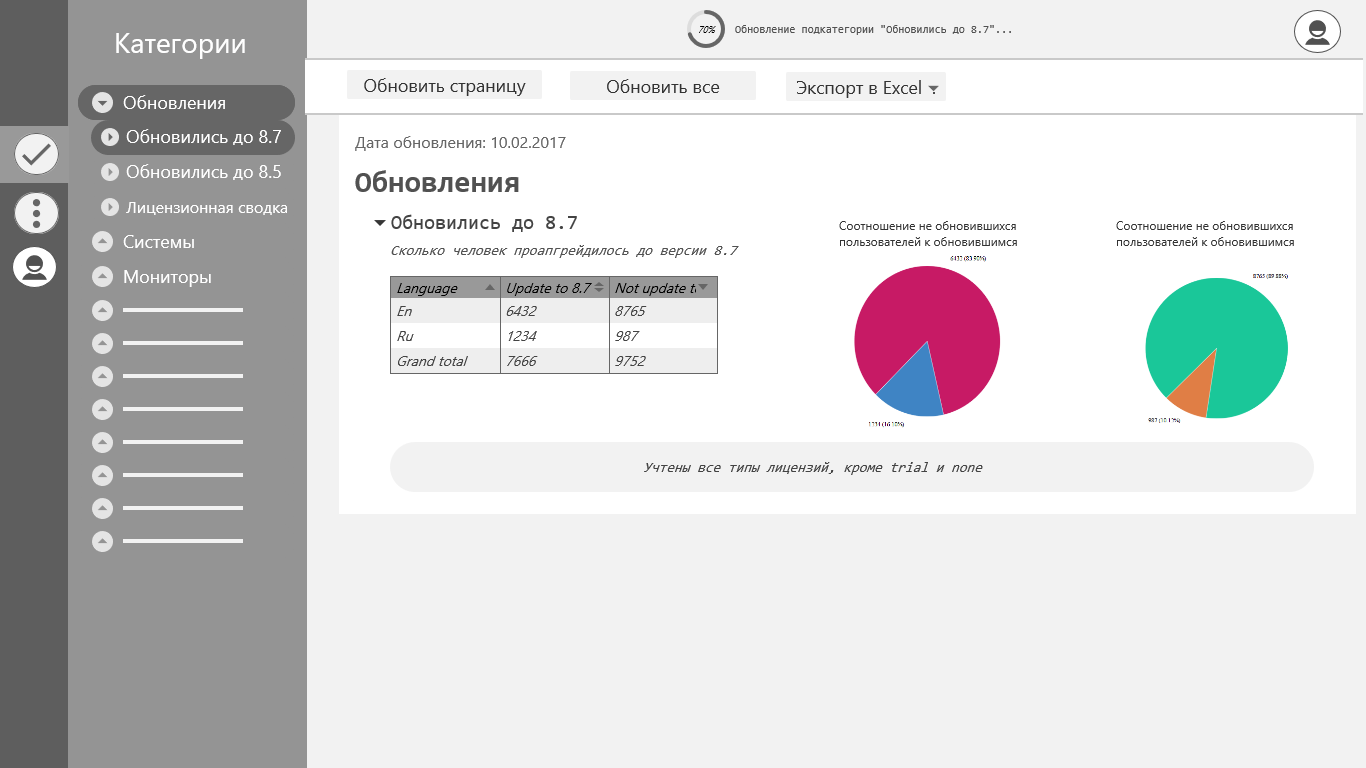 Категории
Обновления
Обновились до 8.7
Обновились до 8.5
Лицензионная сводка
Системы
Мониторы
70%
Обновление подкатегории "Обновились до 8.7"...
Обновить страницу
Обновить все
Экспорт в Excel
Дата обновления: 10.02.2017
Обновления
Обновились до 8.7
Сколько человек проапгрейдилось до версии 8.7
Language Update to 8.7 Not update t
En 6432 8765
Ru 1234 987
Grand total 7666 9752
Соотношение не обновившихся
пользователей к обновившимся
6432 (83.90%)
1234 (16.10%)
Соотношение не обновившихся
пользователей к обновившимся
8765 (89.88%)
987 (10.12%)
Учтены все типы лицензий, кроме trial и none